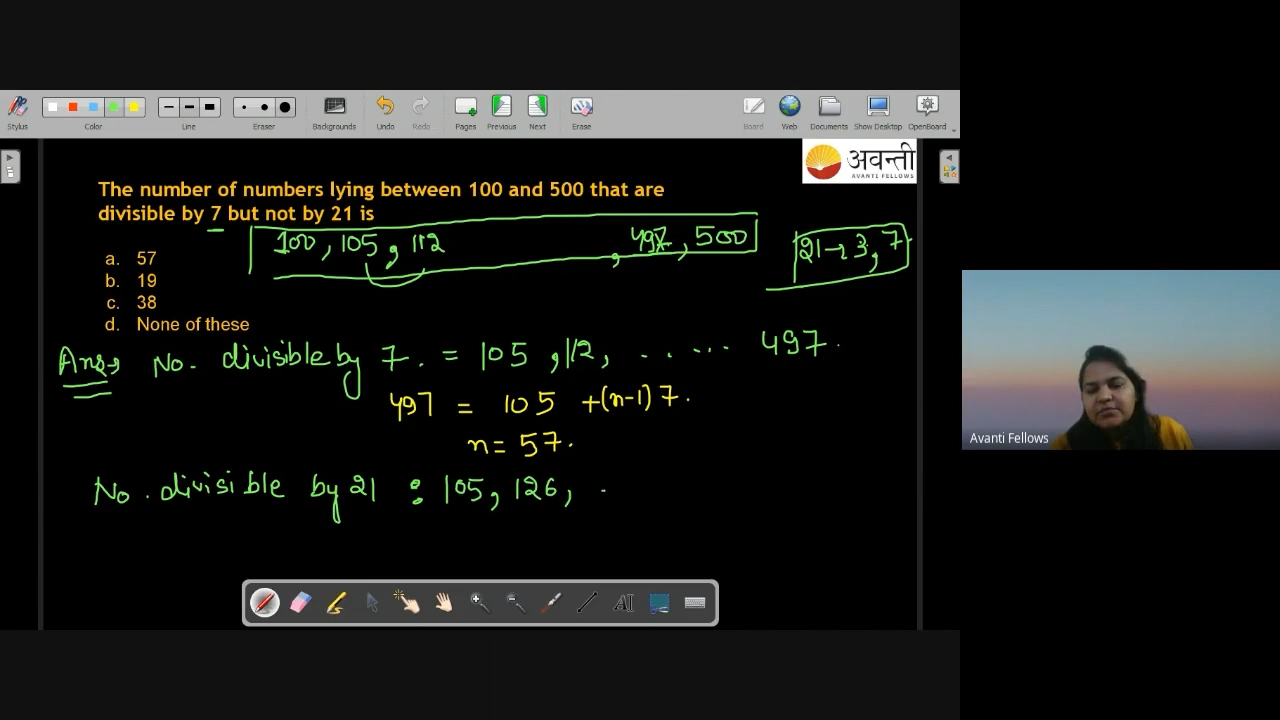 Stylus Color Line Eraser Backgrounds Undo Redo Pages Previous Next Erase Board Web Documents Show Desktop OpenBoard
अवन्ती
AVANTI FELLOWS
The number of numbers lying between 100 and 500 that are
divisible by 7 but not by 21 is
100, 105, 112 , 497, 500
21→3, 7
a. 57
b. 19
c. 38
d. None of these
Ans→ No. divisible by 7. = 105, 112, ...... 497.
497 = 105 +(n-1) 7.
n = 57.
No. divisible by 21 : 105, 126, .
Avanti Fellows
AI